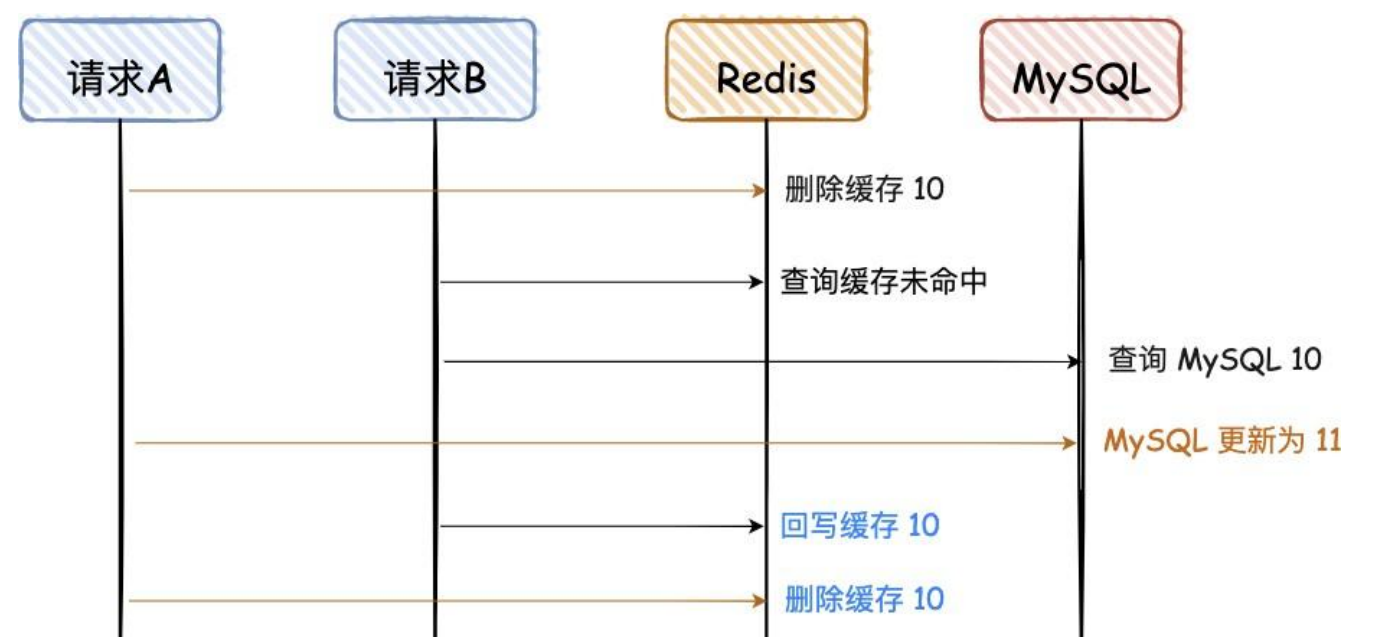 请求A
请求B
Redis
MySQL
删除缓存 10
查询缓存未命中
查询 MySQL 10
MySQL 更新为 11
回写缓存 10
删除缓存 10